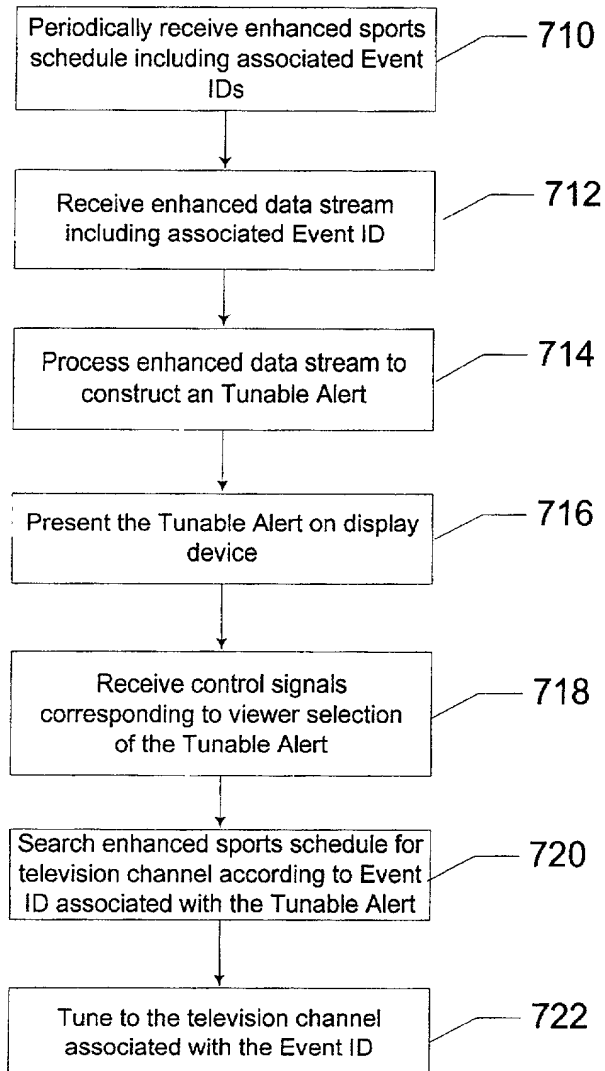 Periodically receive enhanced sports
schedule including associated Event
IDs
710
Receive enhanced data stream
including associated Event ID
712
Process enhanced data stream to
construct an Tunable Alert
714
Present the Tunable Alert on display
device
716
Receive control signals
corresponding to viewer selection
of the Tunable Alert
718
Search enhanced sports schedule for
television channel according to Event
ID associated with the Tunable Alert
720
Tune to the television channel
associated with the Event ID
722